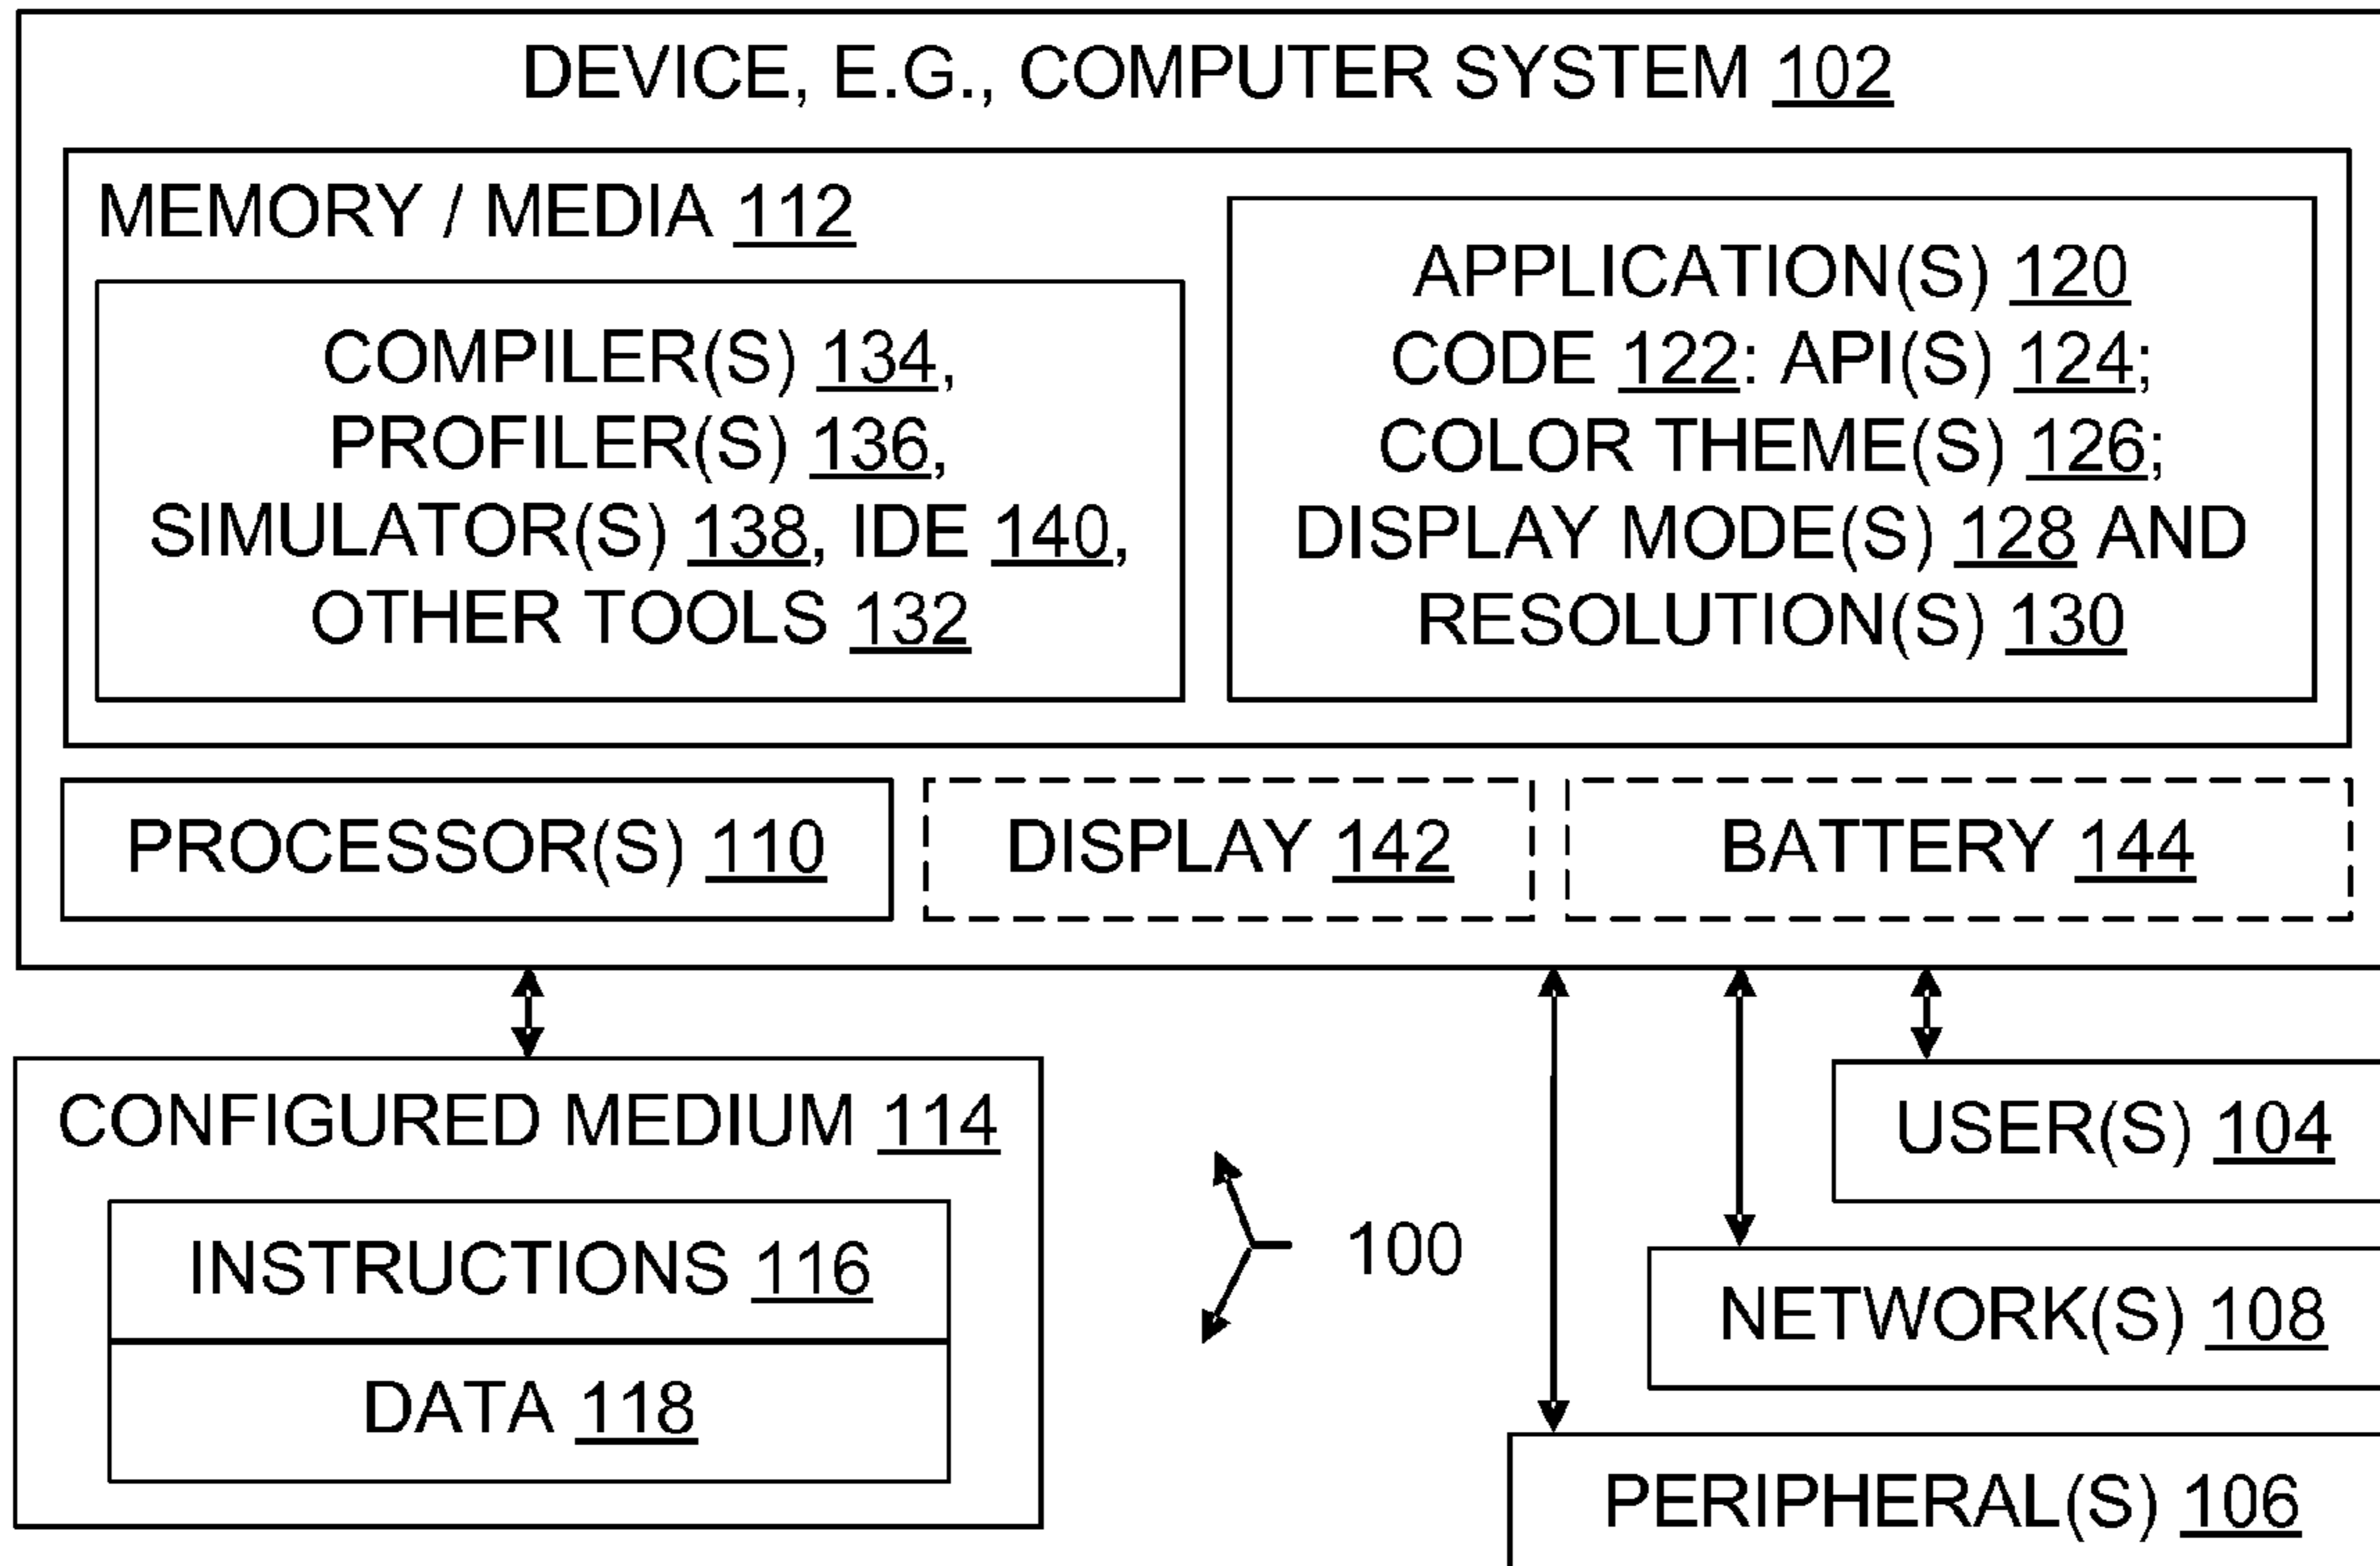 DEVICE, E.G., COMPUTER SYSTEM 102
MEMORY / MEDIA 112
COMPILER(S) 134,
PROFILER(S) 136,
SIMULATOR(S) 138, IDE 140,
OTHER TOOLS 132
APPLICATION(S) 120
CODE 122: API(S) 124;
COLOR THEME(S) 126;
DISPLAY MODE(S) 128 AND
RESOLUTION(S) 130
PROCESSOR(S) 110
DISPLAY 142
BATTERY 144
CONFIGURED MEDIUM 114
INSTRUCTIONS 116
DATA 118
100
USER(S) 104
NETWORK(S) 108
PERIPHERAL(S) 106